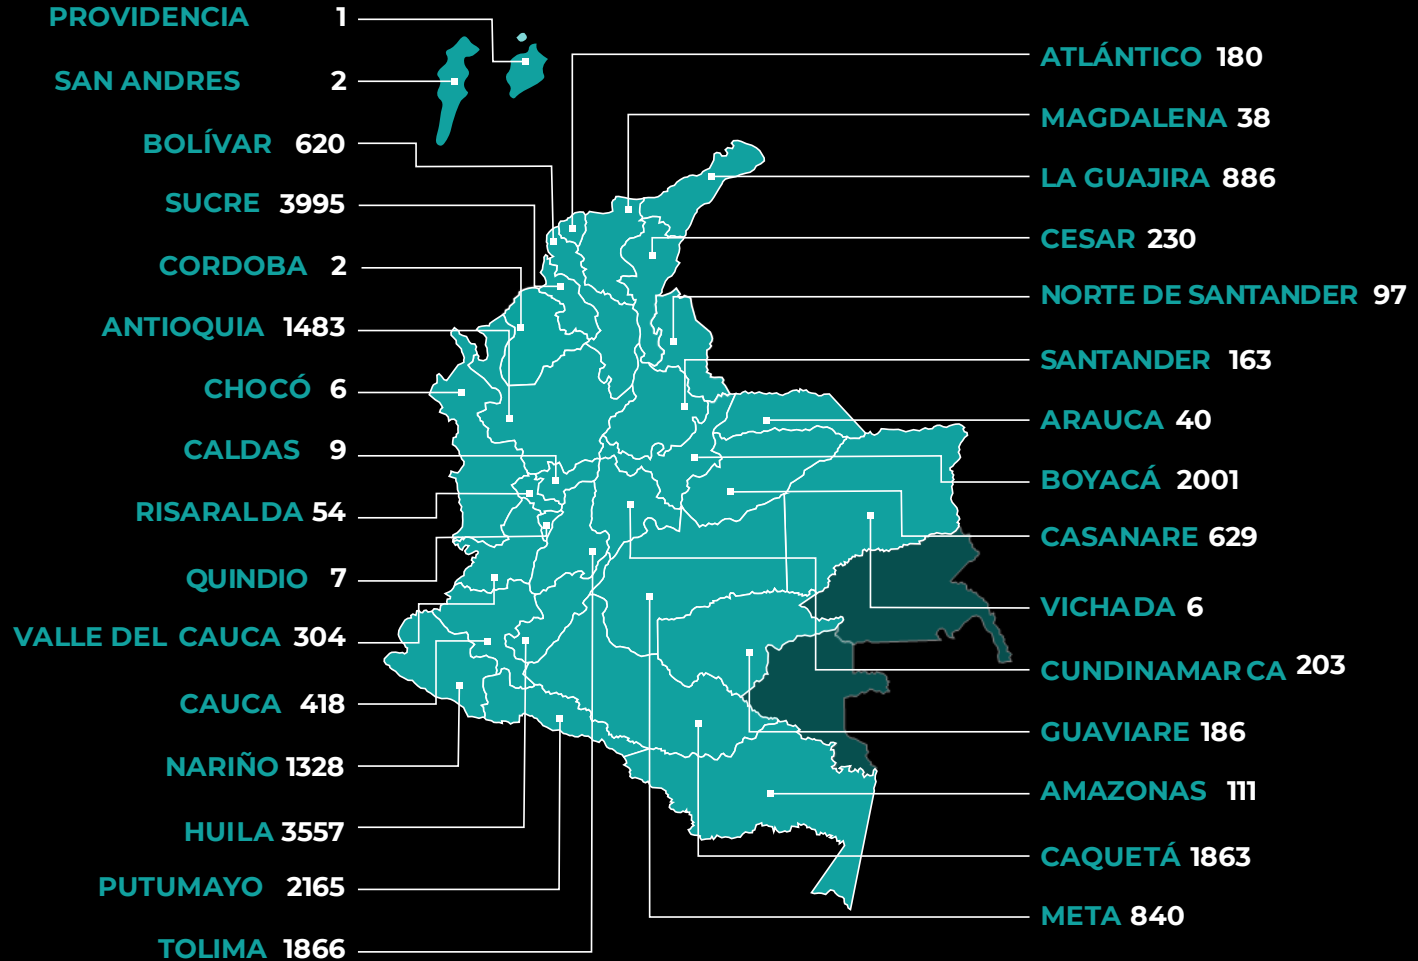 PROVIDENCIA 1
SAN ANDRES 2
BOLÍVAR 620
SUCRE 3995
CORDOBA 2
ANTIOQUIA 1483
CHOCÓ 6
CALDAS 9
RISARALDA 54
QUINDIO 7
VALLE DEL CAUCA 304
CAUCA 418
NARIÑO 1328
HUILA 3557
PUTUMAYO 2165
TOLIMA 1866
ATLÁNTICO 180
MAGDALENA 38
LA GUAJIRA 886
CESAR 230
NORTE DE SANTANDER 97
SANTANDER 163
ARAUCA 40
BOYACÁ 2001
CASANARE 629
VICHADA 6
CUNDINAMARCA 203
GUAVIARE 186
AMAZONAS 111
CAQUETÁ 1863
META 840